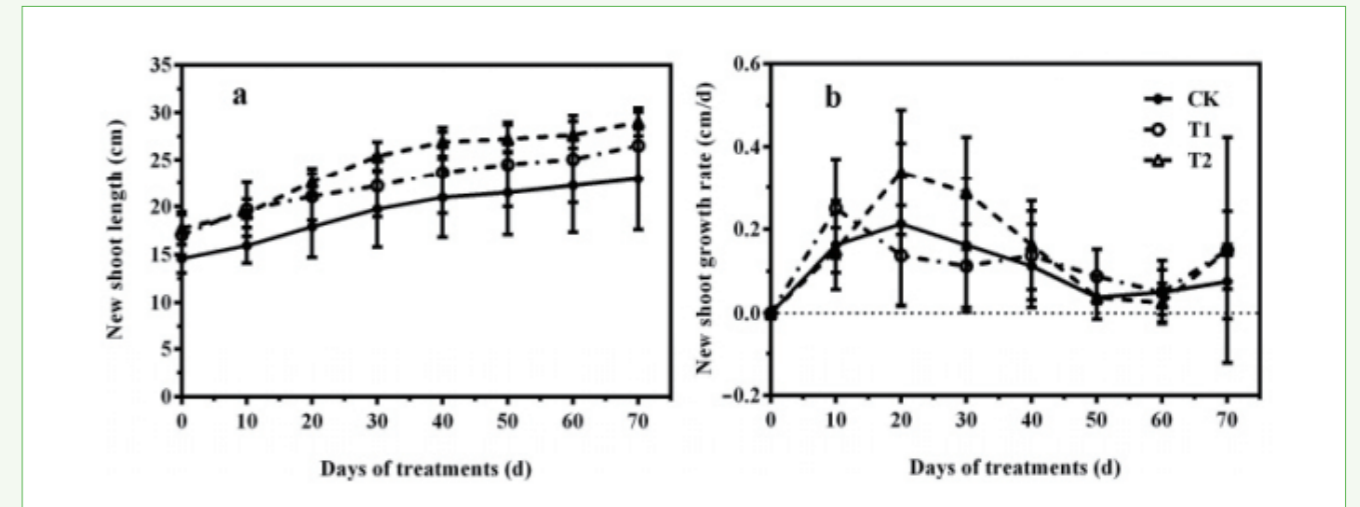 a
New shoot length (cm)
35
30
25
20
15
10
5
0
0 10 20 30 40 50 60 70
Days of treatments (d)
b
New shoot growth rate (cm/d)
0.6
0.4
0.2
0.0
−0.2
CK
T1
T2
0 10 20 30 40 50 60 70
Days of treatments (d)